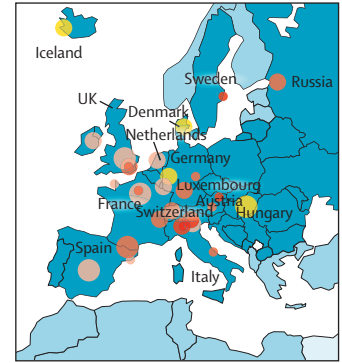 Iceland
Sweden
Russia
UK
Denmark
Netherlands
Germany
Luxembourg
France
Austria
Switzerland
Hungary
Spain
Italy